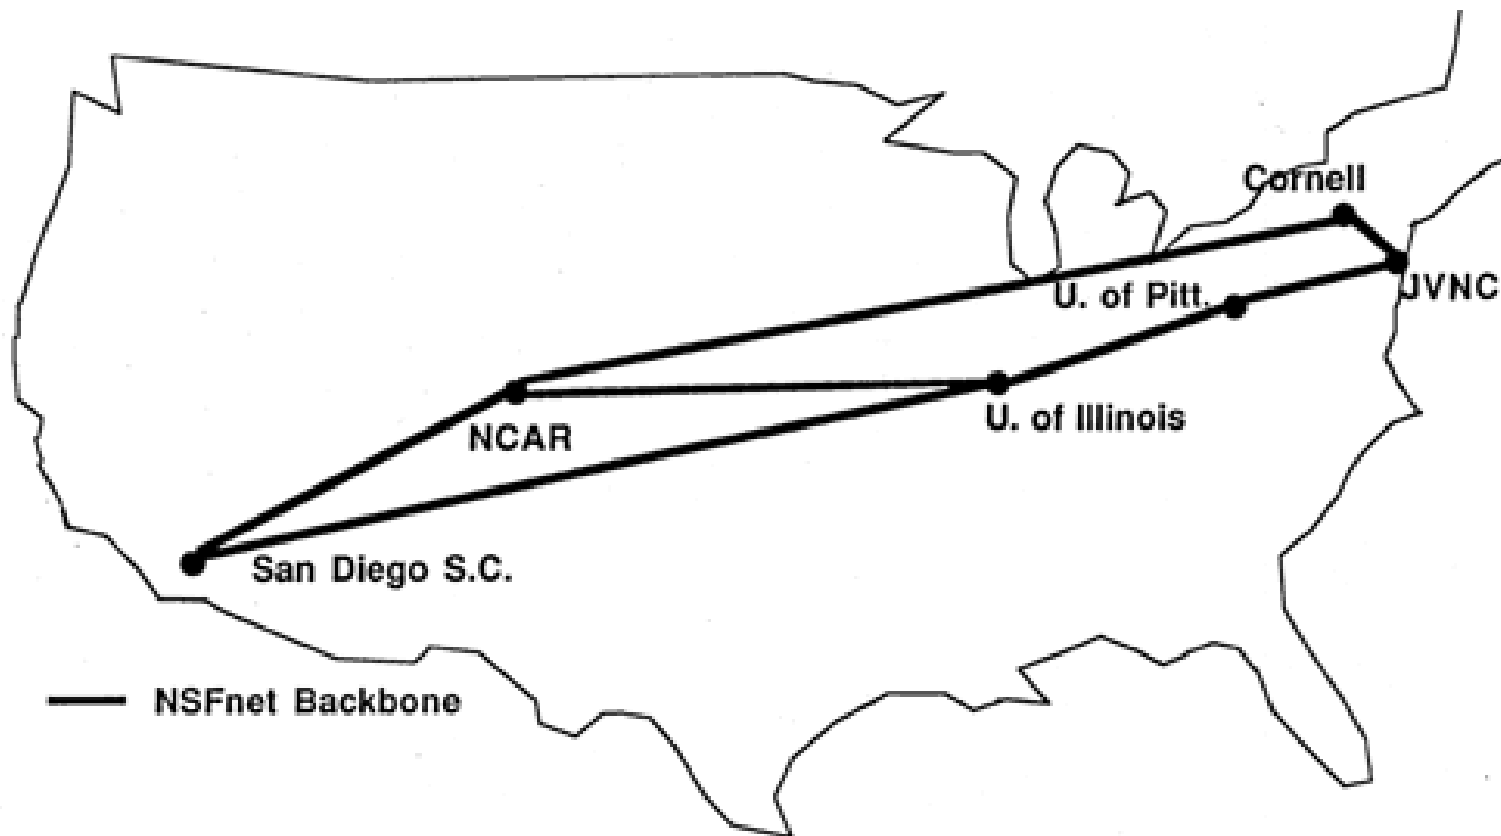 Cornell
U. of Pitt.
JVNC
NCAR
U. of Illinois
San Diego S.C.
NSFnet Backbone